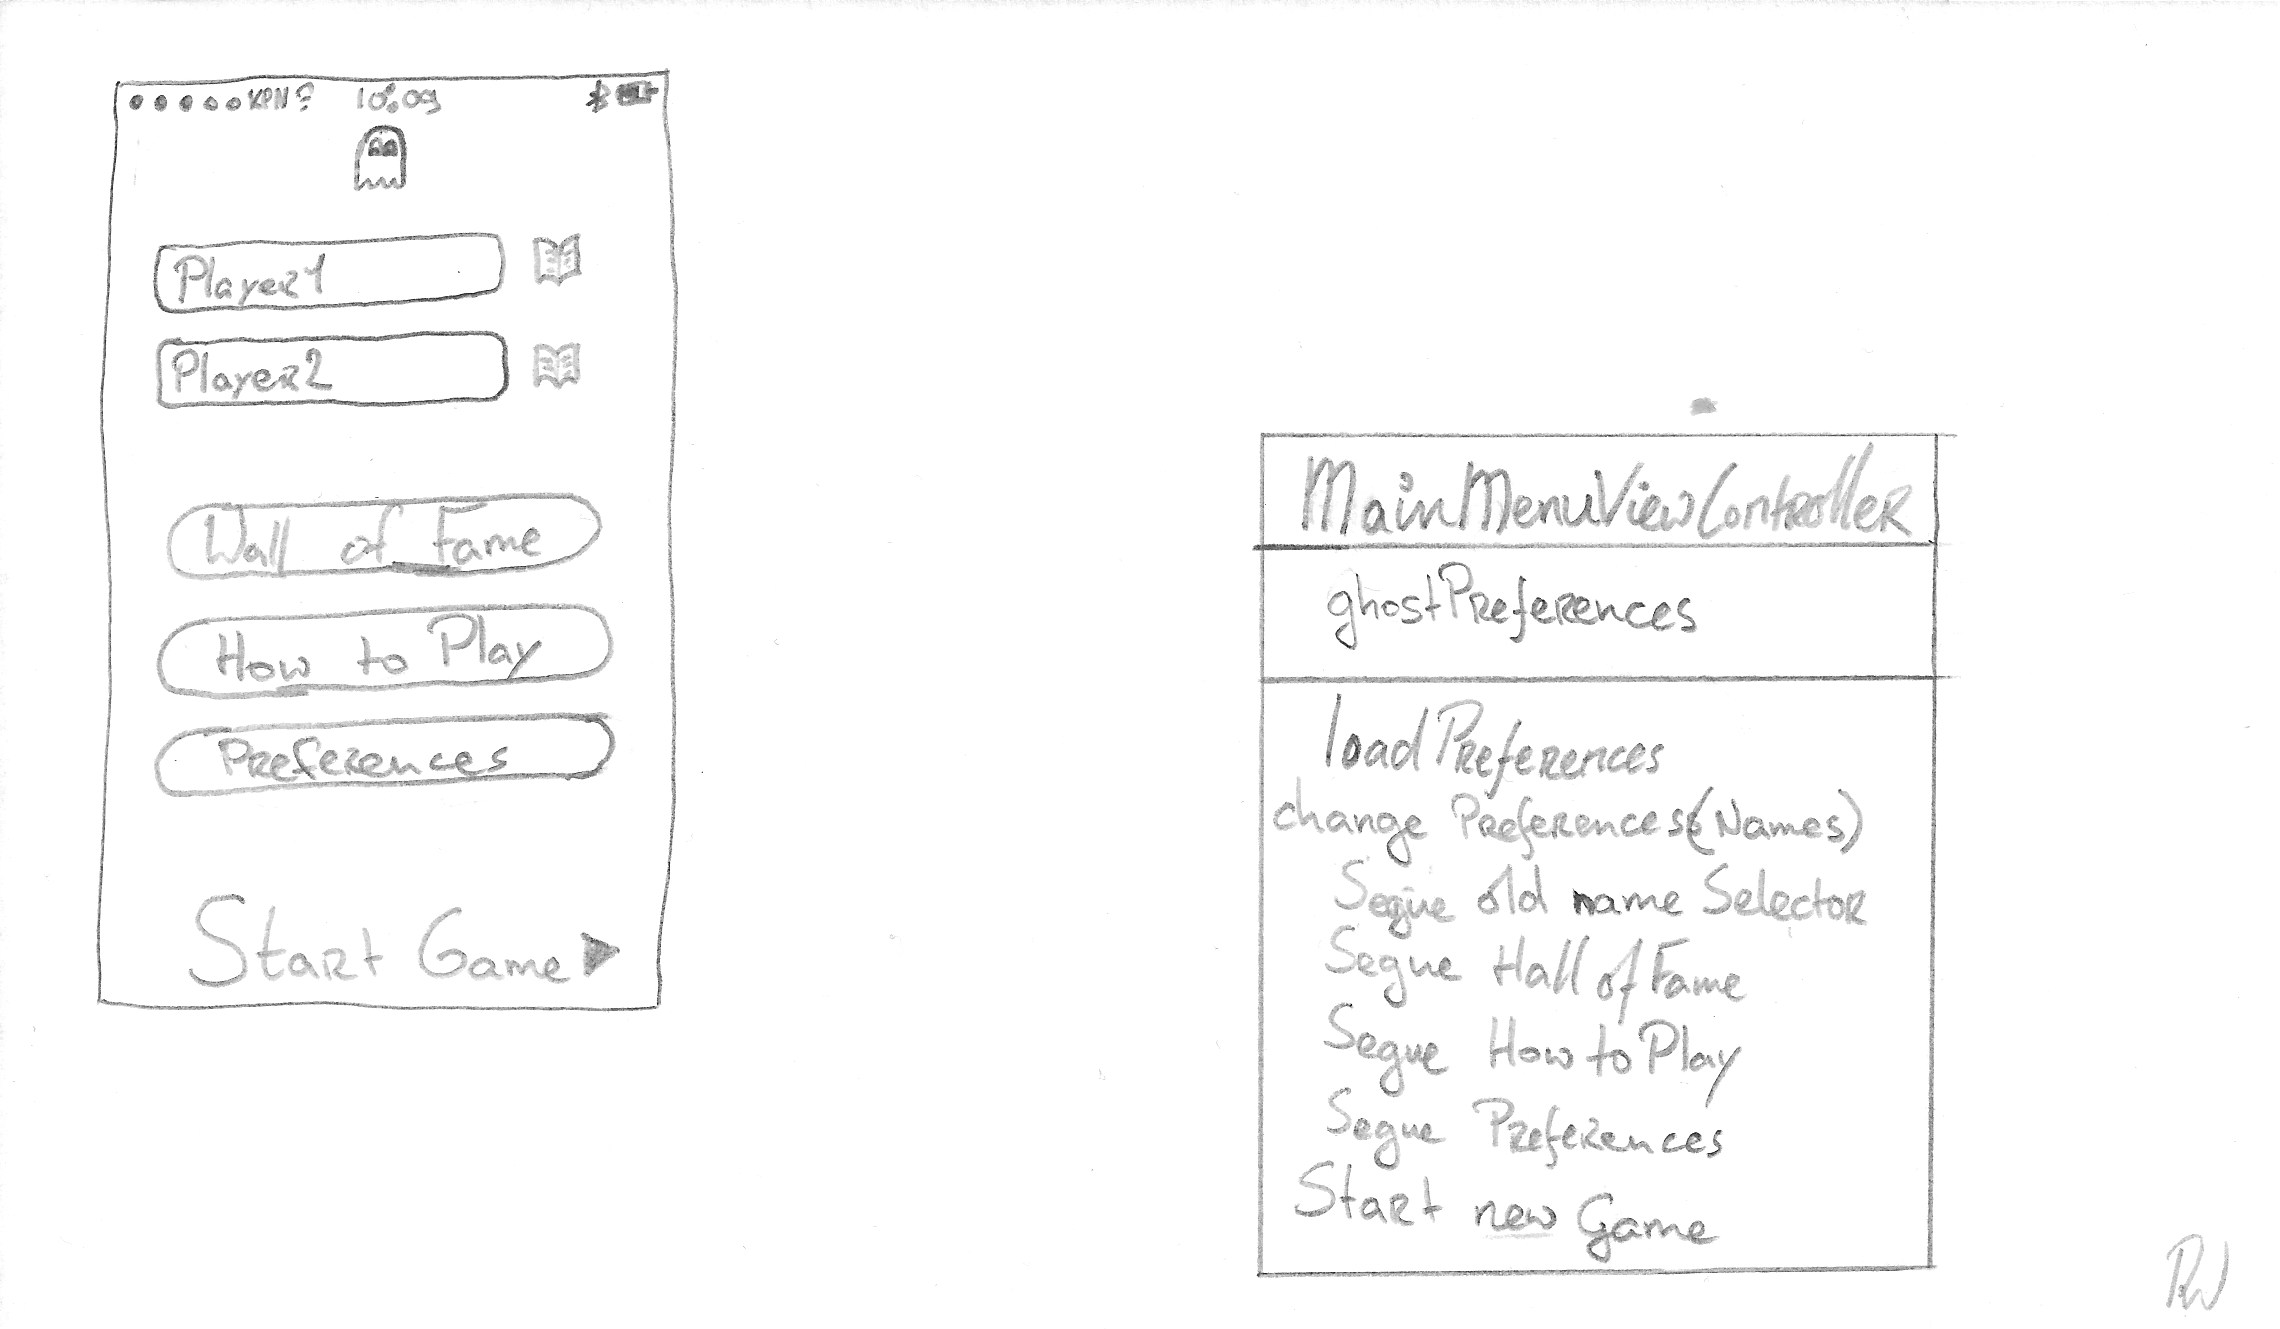 KPN 10:09
Player1
Player2
Wall of Fame
How to Play
Preferences
Start Game
MainMenuViewController
ghostPreferences
loadPreferences
change Preferences(Names)
Segue old name Selector
Segue Hall of Fame
Segue How to Play
Segue Preferences
Start new Game